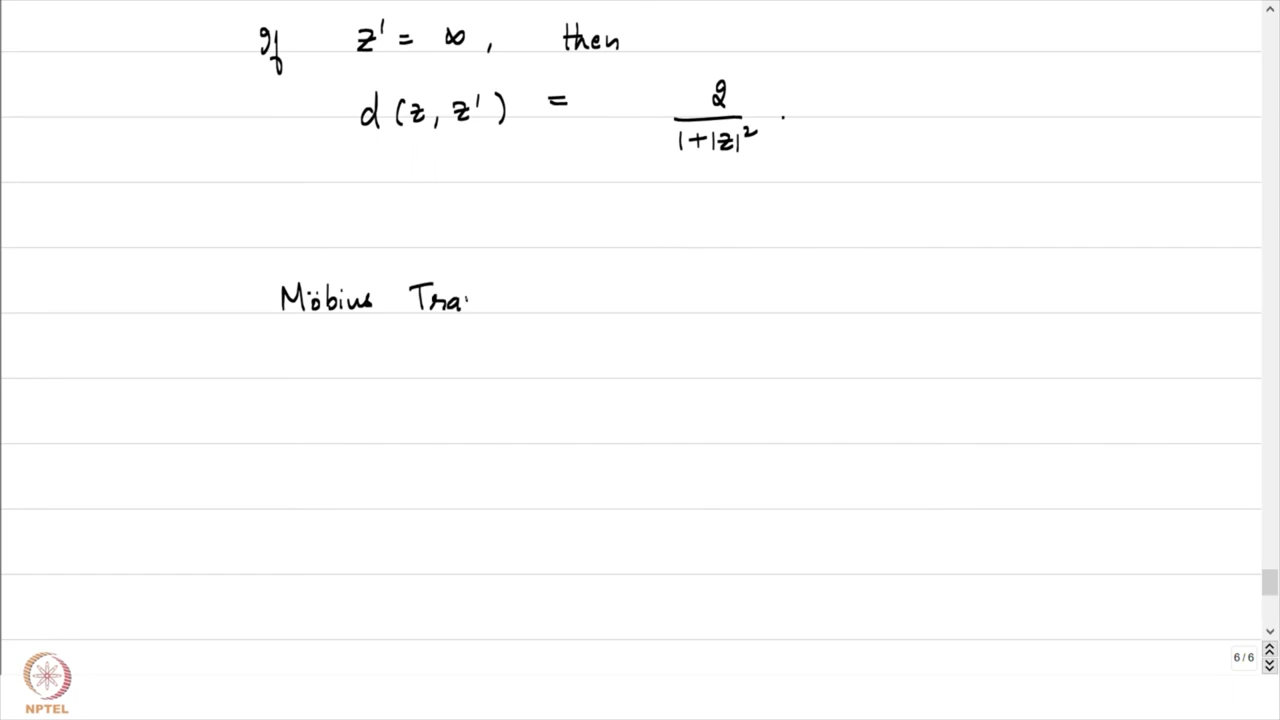 If z' = ∞, then
d(z, z') = 2 / 1+|z|².
Möbius Tra
6 / 6
NPTEL